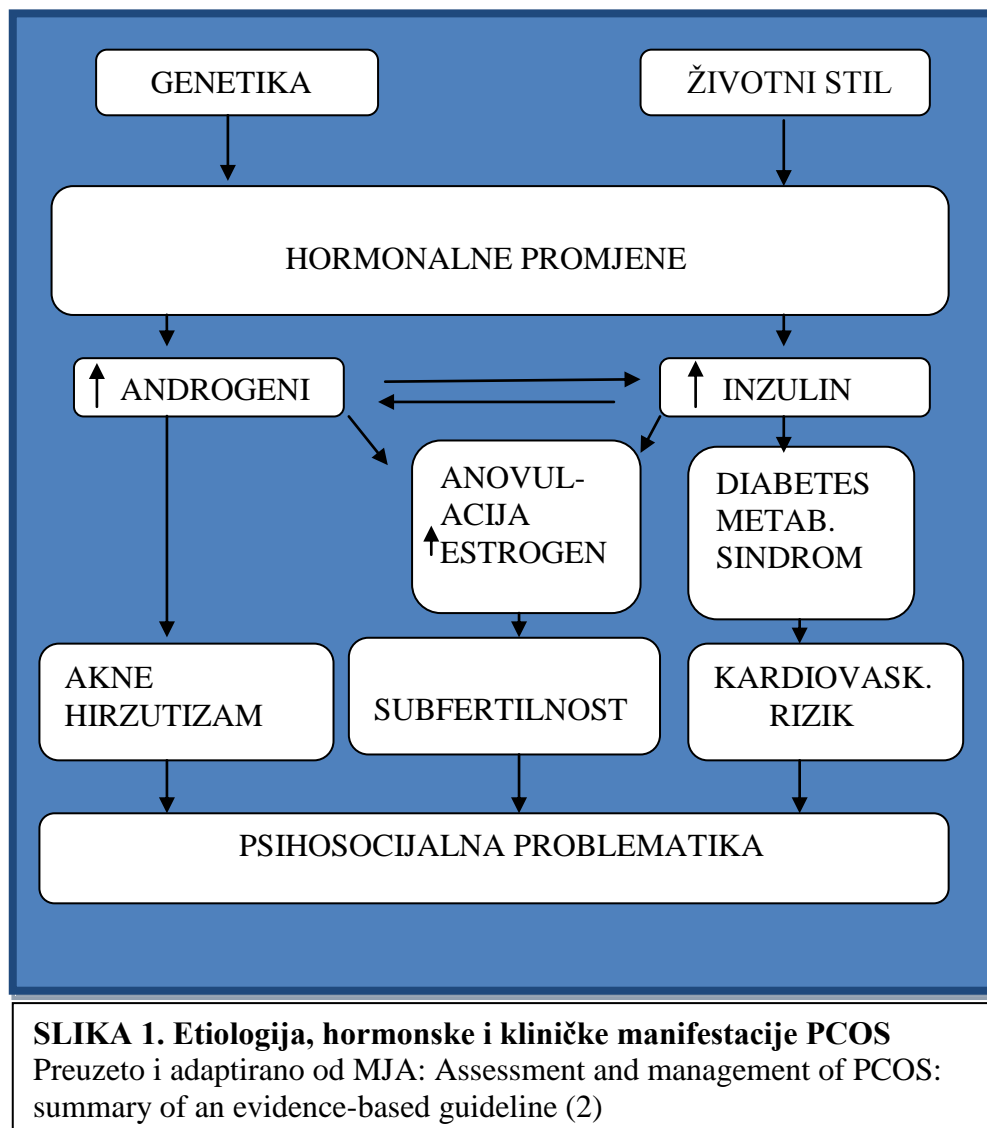 GENETIKA
ŽIVOTNI STIL
HORMONALNE PROMJENE
ANDROGENI
INZULIN
ANOVUL-
ACIJA
ESTROGEN
DIABETES
METAB.
SINDROM
AKNE
HIRZUTIZAM
SUBFERTILNOST
KARDIOVASK.
RIZIK
PSIHOSOCIJALNA PROBLEMATIKA
SLIKA 1. Etiologija, hormonske i kliničke manifestacije PCOS
Preuzeto i adaptirano od MJA: Assessment and management of PCOS:
summary of an evidence-based guideline (2)